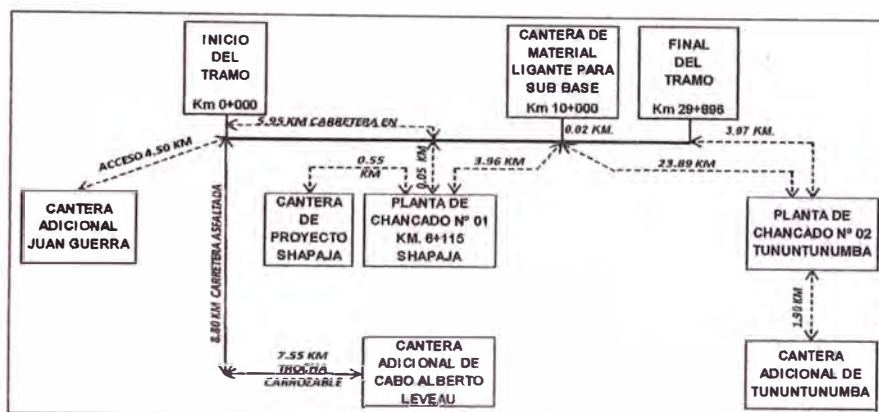 INICIO
DEL
TRAMO
Km 0+000
CANTERA DE
MATERIAL
LIGANTE PARA
SUB BASE
Km 10+000
FINAL
DEL
TRAMO
Km 29+896
5.95 KM CARRETERA EN
0.02 KM.
3.97 KM.
ACCESO 4.50 KM
0.55
KM
0.05 KM
3.96 KM
23.89 KM
CANTERA
ADICIONAL
JUAN GUERRA
CANTERA
DE
PROYECTO
SHAPAJA
PLANTA DE
CHANCADO Nº 01
KM. 6+115
SHAPAJA
PLANTA DE
CHANCADO Nº 02
TUNUNTUNUMBA
8.80 KM CARRETERA ASFALTADA
1.90 KM
7.55 KM
TROCHA
CARROZABLE
CANTERA
ADICIONAL DE
CABO ALBERTO
LEVEAU
CANTERA
ADICIONAL DE
TUNUNTUNUMBA